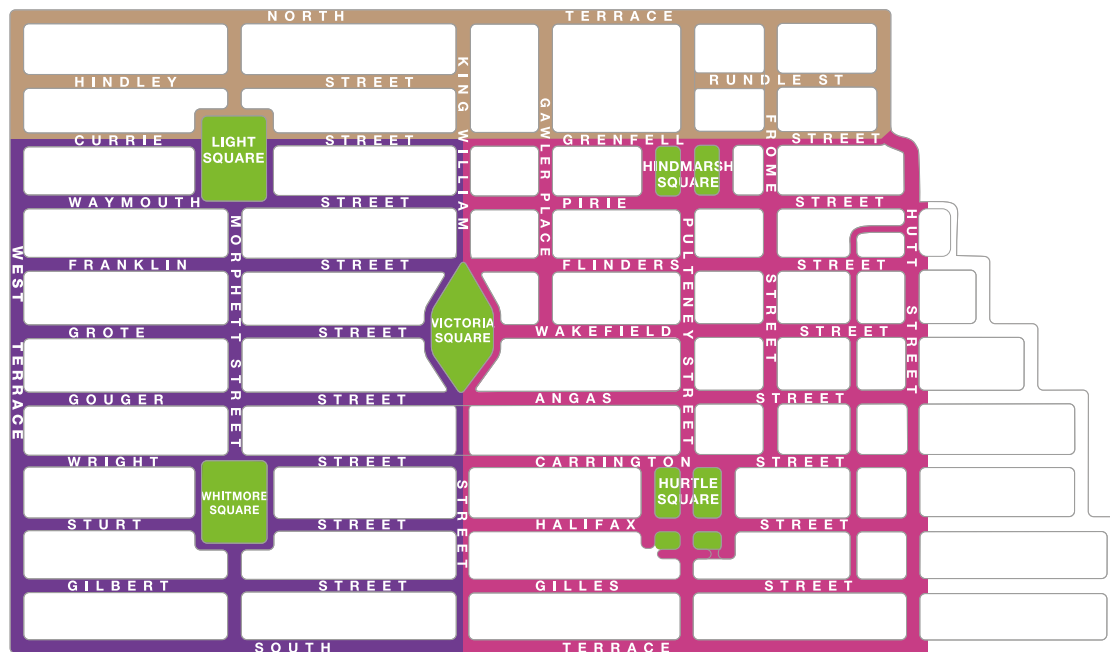 NORTH TERRACE
HINDLEY STREET
RUNDLE ST
KING WILLIAM STREET
GAWLER PLACE
FROME STREET
CURRIE STREET
GRENFELL STREET
LIGHT
SQUARE
HINDMARSH
SQUARE
WAYMOUTH STREET
PIRIE STREET
MORPHETT STREET
PULTENEY STREET
HUTT STREET
WEST TERRACE
FRANKLIN STREET
FLINDERS STREET
VICTORIA
SQUARE
GROTE STREET
WAKEFIELD STREET
GOUGER STREET
ANGAS STREET
WRIGHT STREET
CARRINGTON STREET
WHITMORE
SQUARE
HURTLE
SQUARE
STURT STREET
HALIFAX STREET
GILBERT STREET
GILLES STREET
SOUTH TERRACE